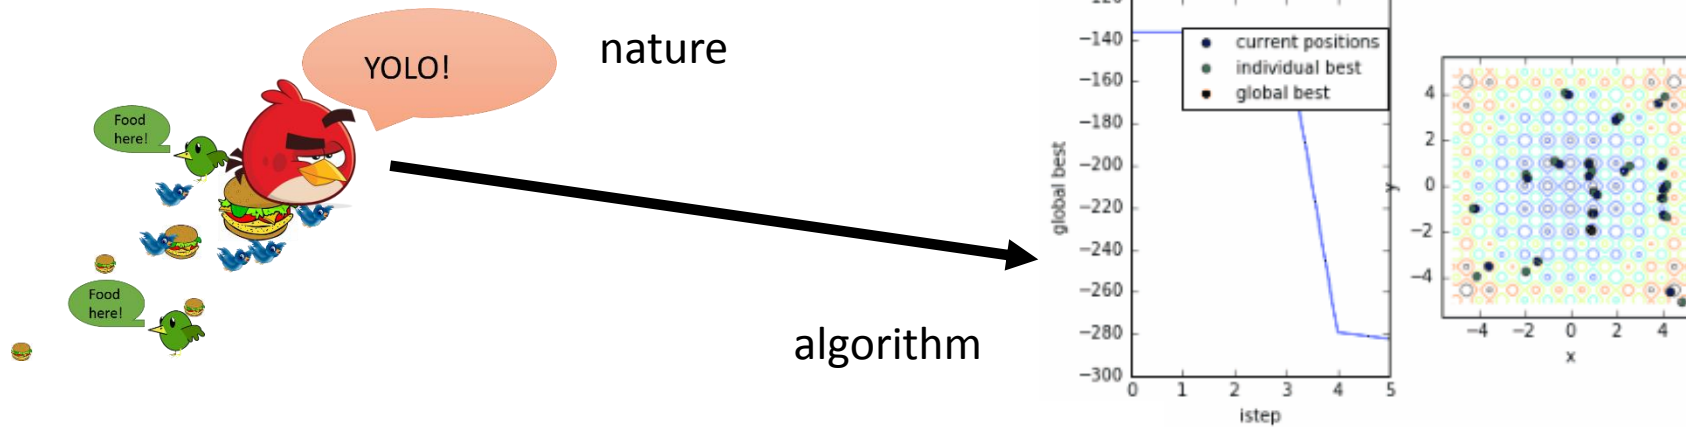 nature
YOLO!
Food
here!
Food
here!
algorithm
−140
−160
−180
−200
−220
−240
−260
−280
−300
global best
0 1 2 3 4 5
istep
current positions
individual best
global best
4
2
0
−2
−4
y
−4 −2 0 2 4
x